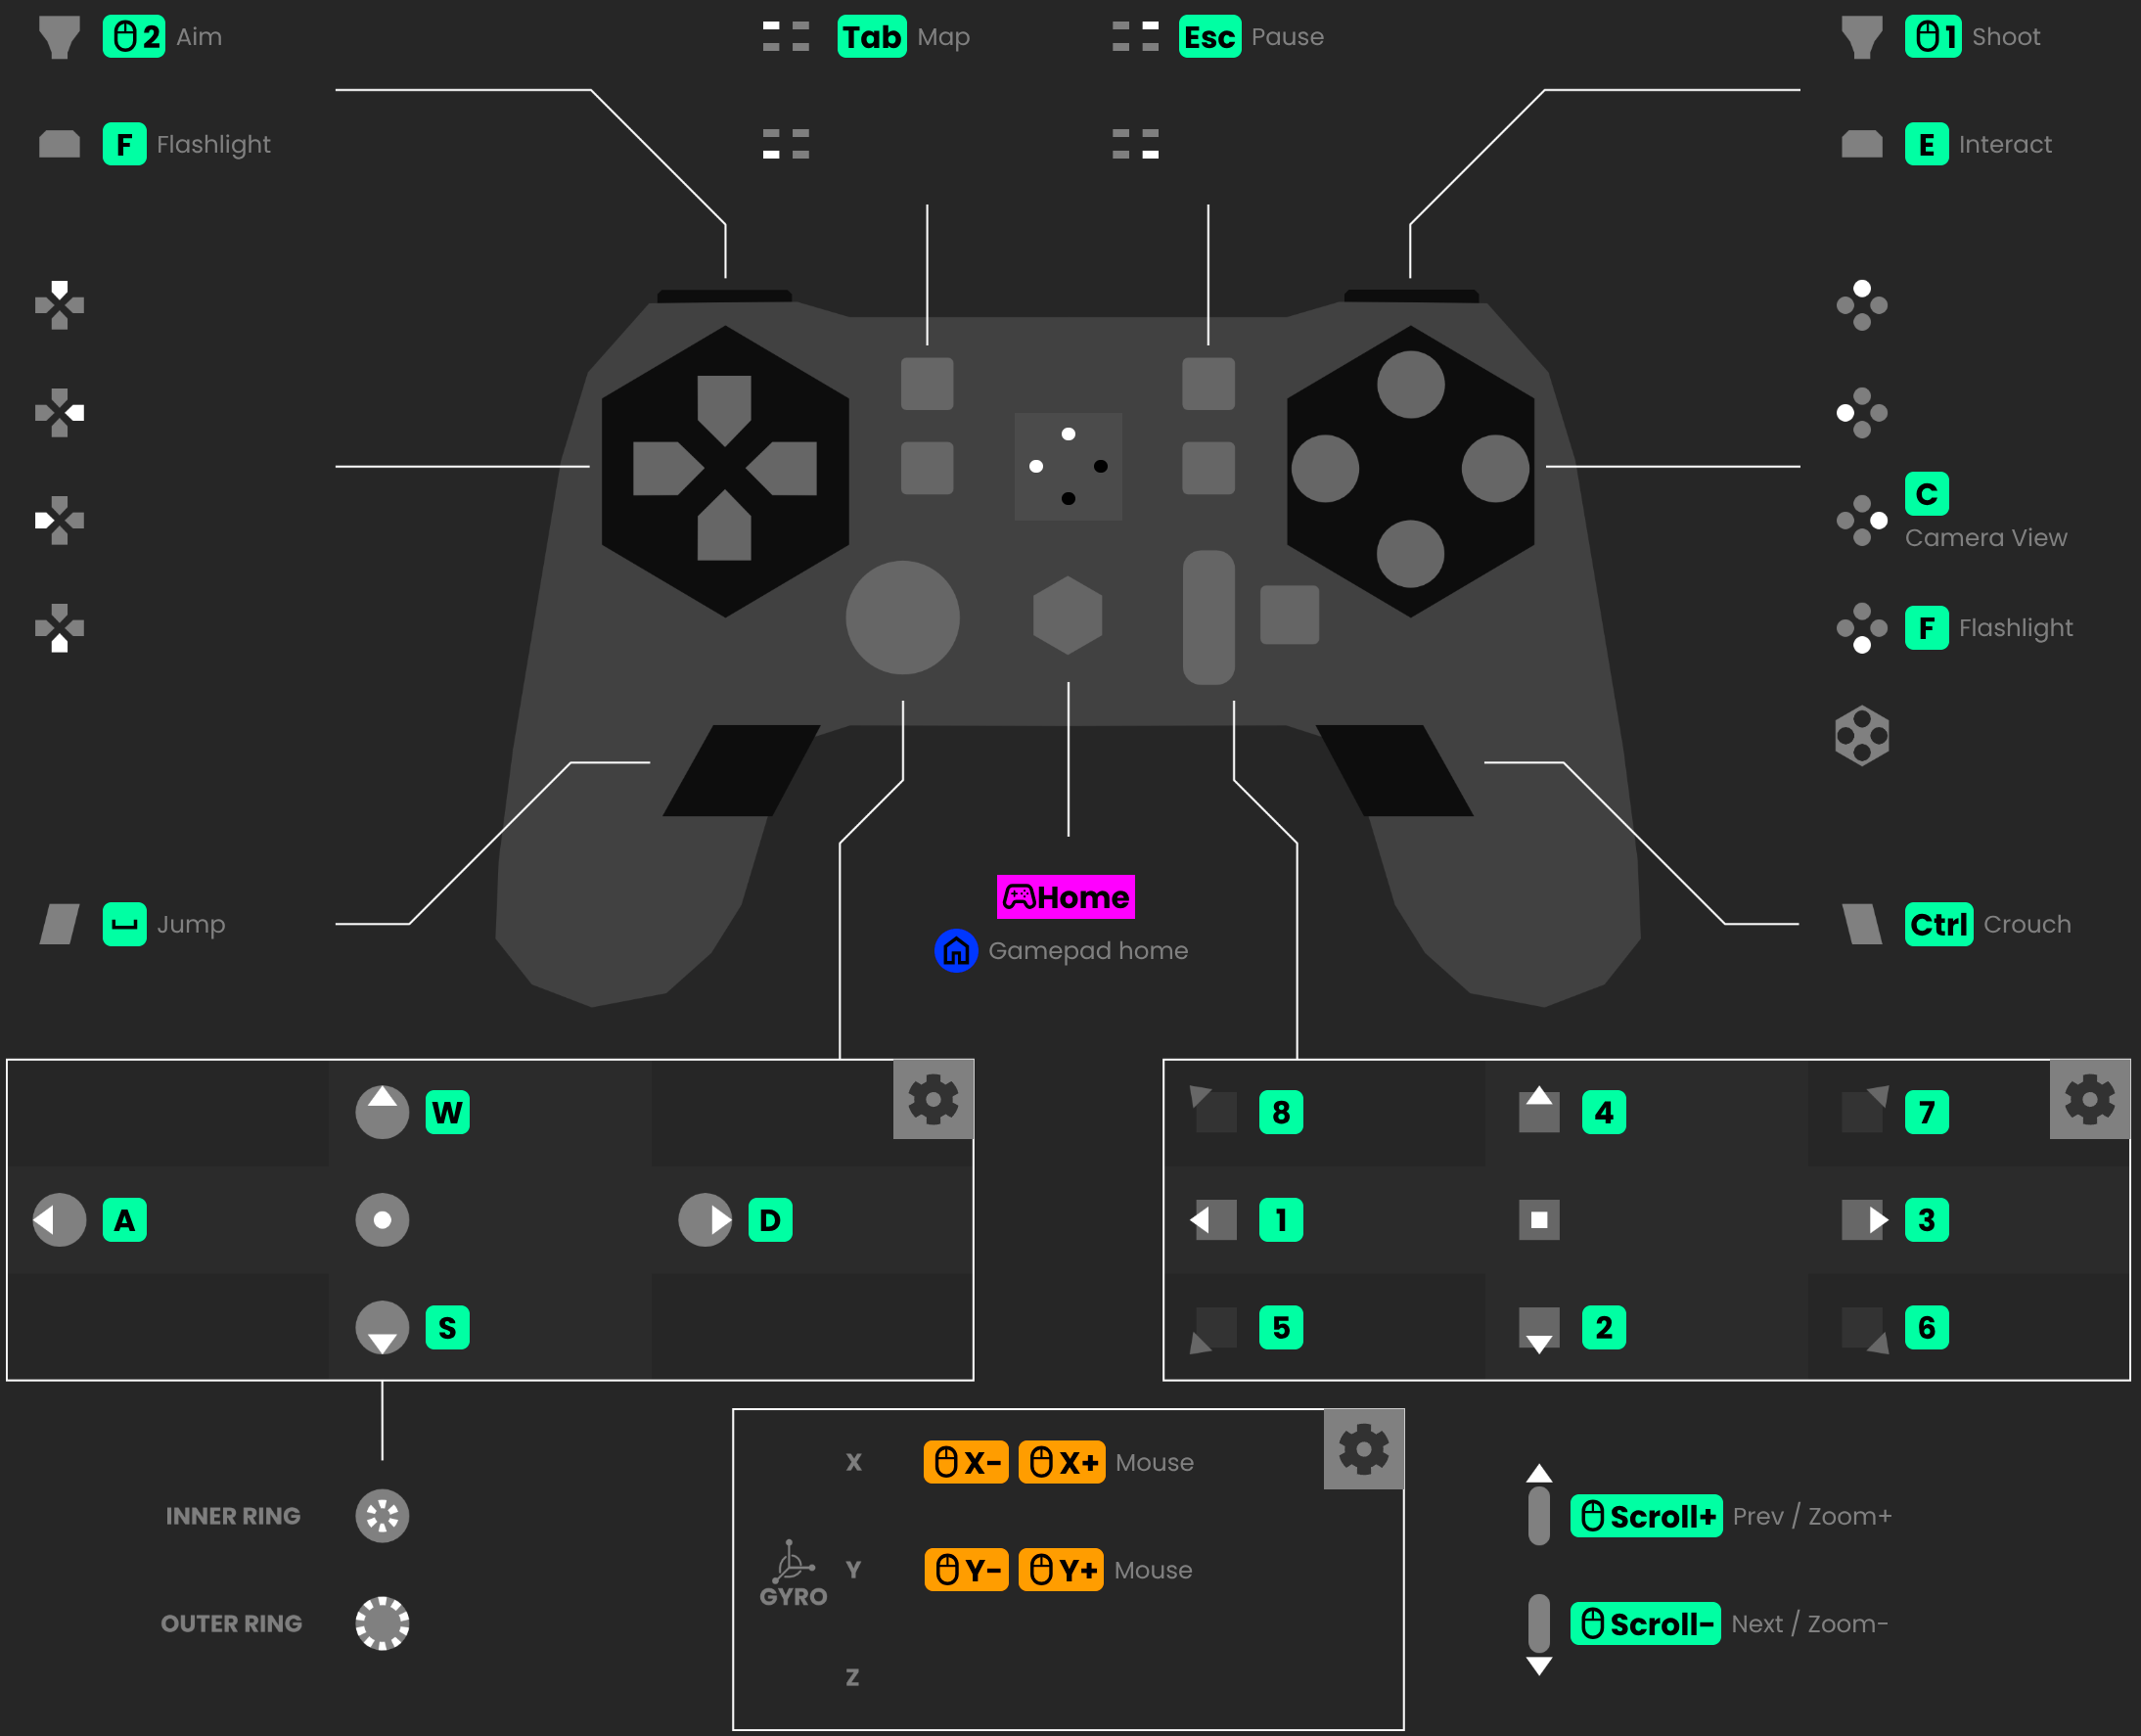 2 Aim
Tab Map
Esc Pause
1 Shoot
F Flashlight
E Interact
C
Camera View
F Flashlight
Jump
Home
Gamepad home
Ctrl Crouch
W
A
D
S
8 4 7
1 3
5 2 6
X X- X+ Mouse
INNER RING
Scroll+ Prev / Zoom+
Y Y- Y+ Mouse
GYRO
OUTER RING
Scroll- Next / Zoom-
Z